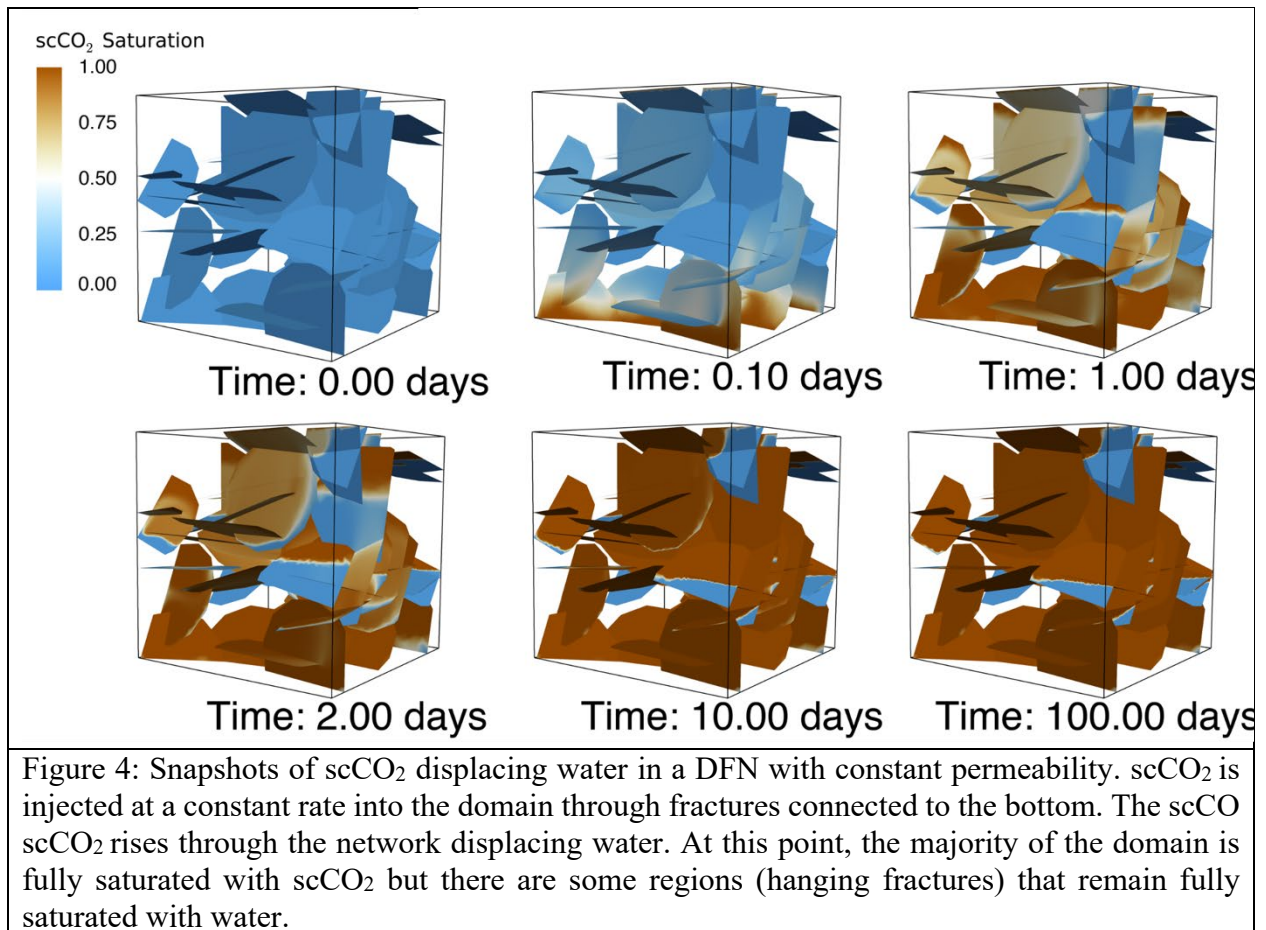 scCO₂ Saturation
1.00
0.75
0.50
0.25
0.00
Time: 0.00 days
Time: 0.10 days
Time: 1.00 days
Time: 2.00 days
Time: 10.00 days
Time: 100.00 days
Figure 4: Snapshots of scCO₂ displacing water in a DFN with constant permeability. scCO₂ is
injected at a constant rate into the domain through fractures connected to the bottom. The scCO
scCO₂ rises through the network displacing water. At this point, the majority of the domain is
fully saturated with scCO₂ but there are some regions (hanging fractures) that remain fully
saturated with water.